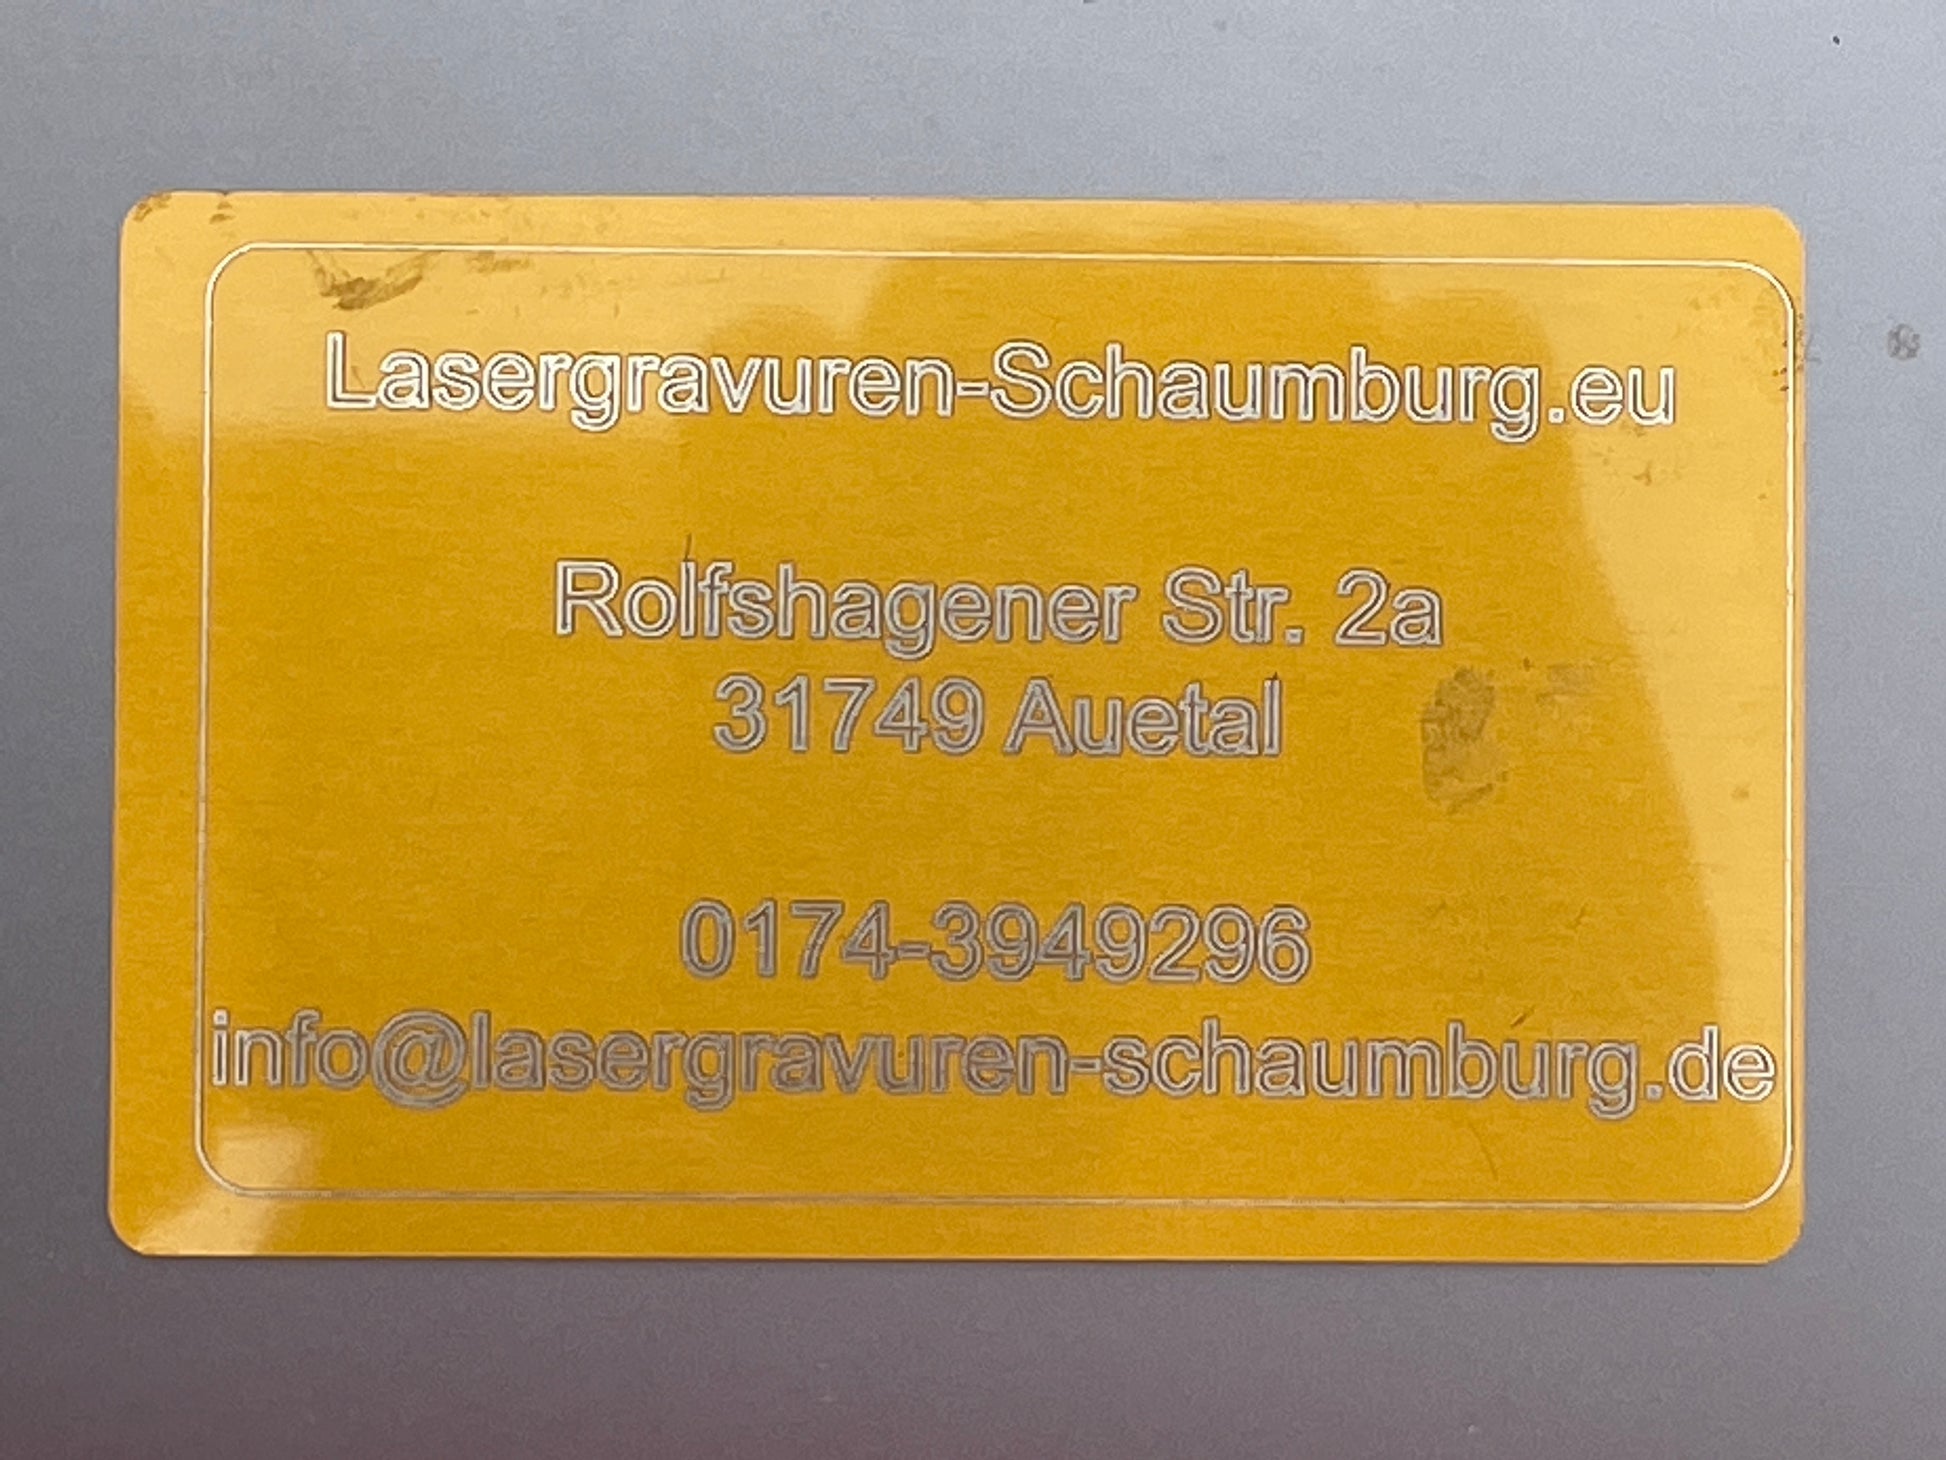 Lasergravuren-Schaumburg.eu
Rolfshagener Str. 2a
31749 Auetal
0174-3949296
info@lasergravuren-schaumburg.de